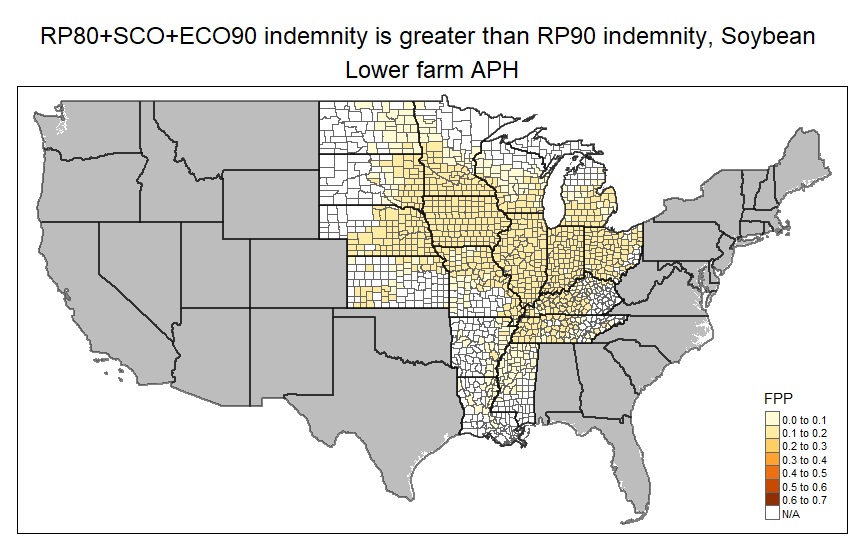 RP80+SCO+ECO90 indemnity is greater than RP90 indemnity, Soybean
Lower farm APH
FPP
0.0 to 0.1
0.1 to 0.2
0.2 to 0.3
0.3 to 0.4
0.4 to 0.5
0.5 to 0.6
0.6 to 0.7
N/A